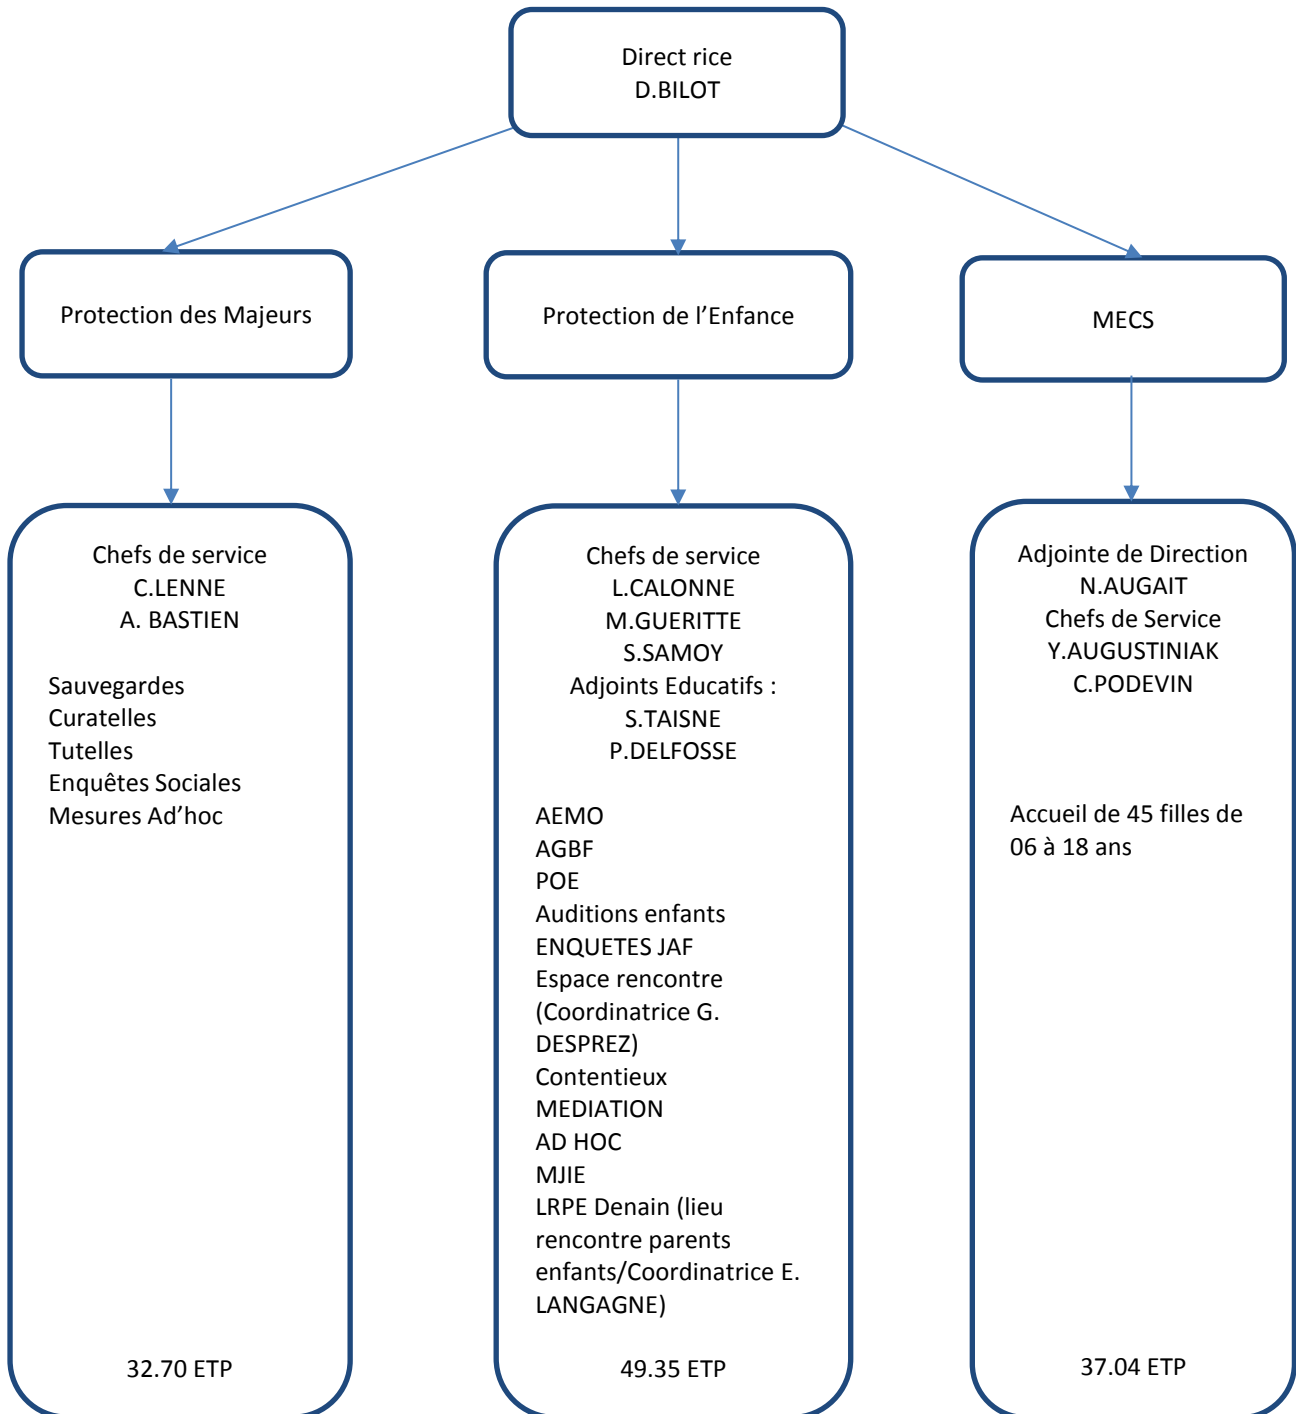 Direct rice
D.BILOT
Protection des Majeurs
Protection de l’Enfance
MECS
Chefs de service
C.LENNE
A. BASTIEN
Sauvegardes
Curatelles
Tutelles
Enquêtes Sociales
Mesures Ad’hoc
32.70 ETP
Chefs de service
L.CALONNE
M.GUERITTE
S.SAMOY
Adjoints Educatifs :
S.TAISNE
P.DELFOSSE
AEMO
AGBF
POE
Auditions enfants
ENQUETES JAF
Espace rencontre
(Coordinatrice G.
DESPREZ)
Contentieux
MEDIATION
AD HOC
MJIE
LRPE Denain (lieu
rencontre parents
enfants/Coordinatrice E.
LANGAGNE)
49.35 ETP
Adjointe de Direction
N.AUGAIT
Chefs de Service
Y.AUGUSTINIAK
C.PODEVIN
Accueil de 45 filles de
06 à 18 ans
37.04 ETP